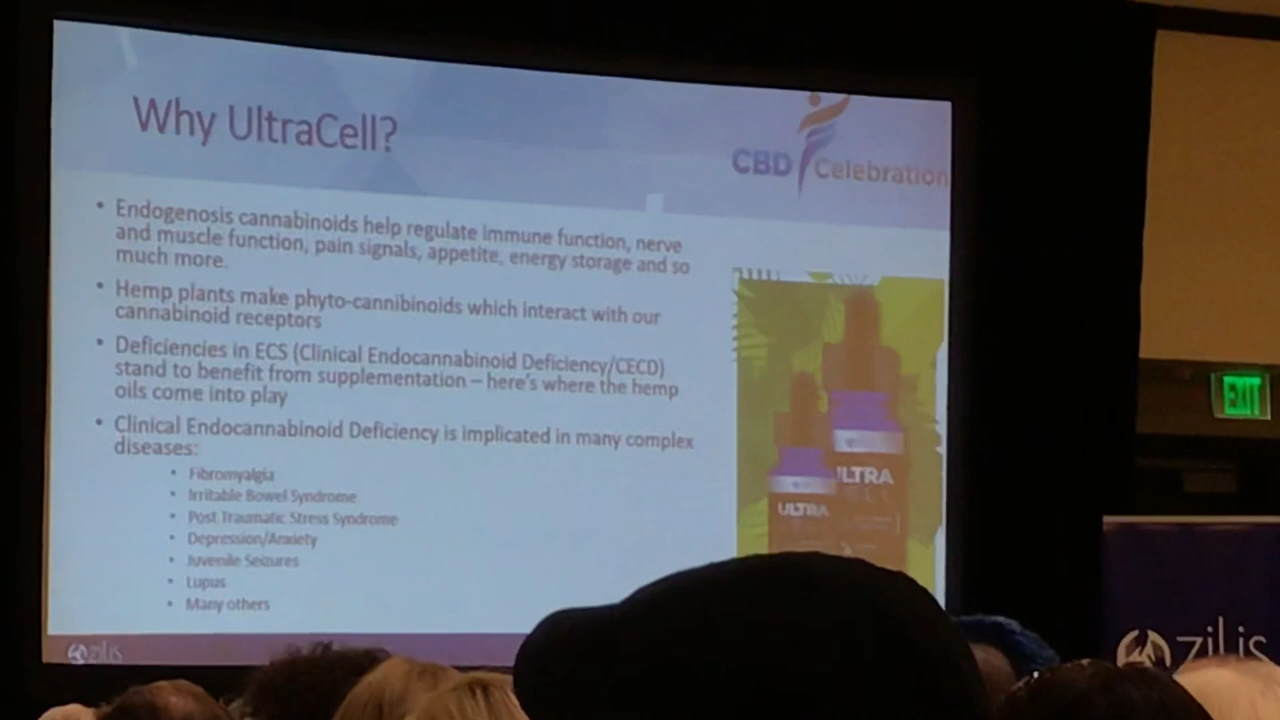 Why UltraCell?
CBD Celebration
• Endogenosis cannabinoids help regulate immune function, nerve
and muscle function, pain signals, appetite, energy storage and so
much more.
• Hemp plants make phyto-cannibinoids which interact with our
cannabinoid receptors
• Deficiencies in ECS (Clinical Endocannabinoid Deficiency/CECD)
stand to benefit from supplementation – here's where the hemp
oils come into play
• Clinical Endocannabinoid Deficiency is implicated in many complex
diseases:
• Fibromyalgia
• Irritable Bowel Syndrome
• Post Traumatic Stress Syndrome
• Depression/Anxiety
• Juvenile Seizures
• Lupus
• Many others
ULTRA
ULTRA
zilis
EXIT
zilis